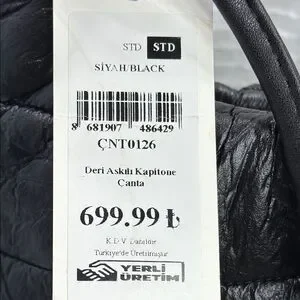 STD STD
SİYAH/BLACK
8 681907 486429
ÇNT0126
Deri Askılı Kapitone
Çanta
699.99 ₺
K.D.V. Dahildir
Türkiye'de Üretilmiştir
YERLİ
ÜRETİM